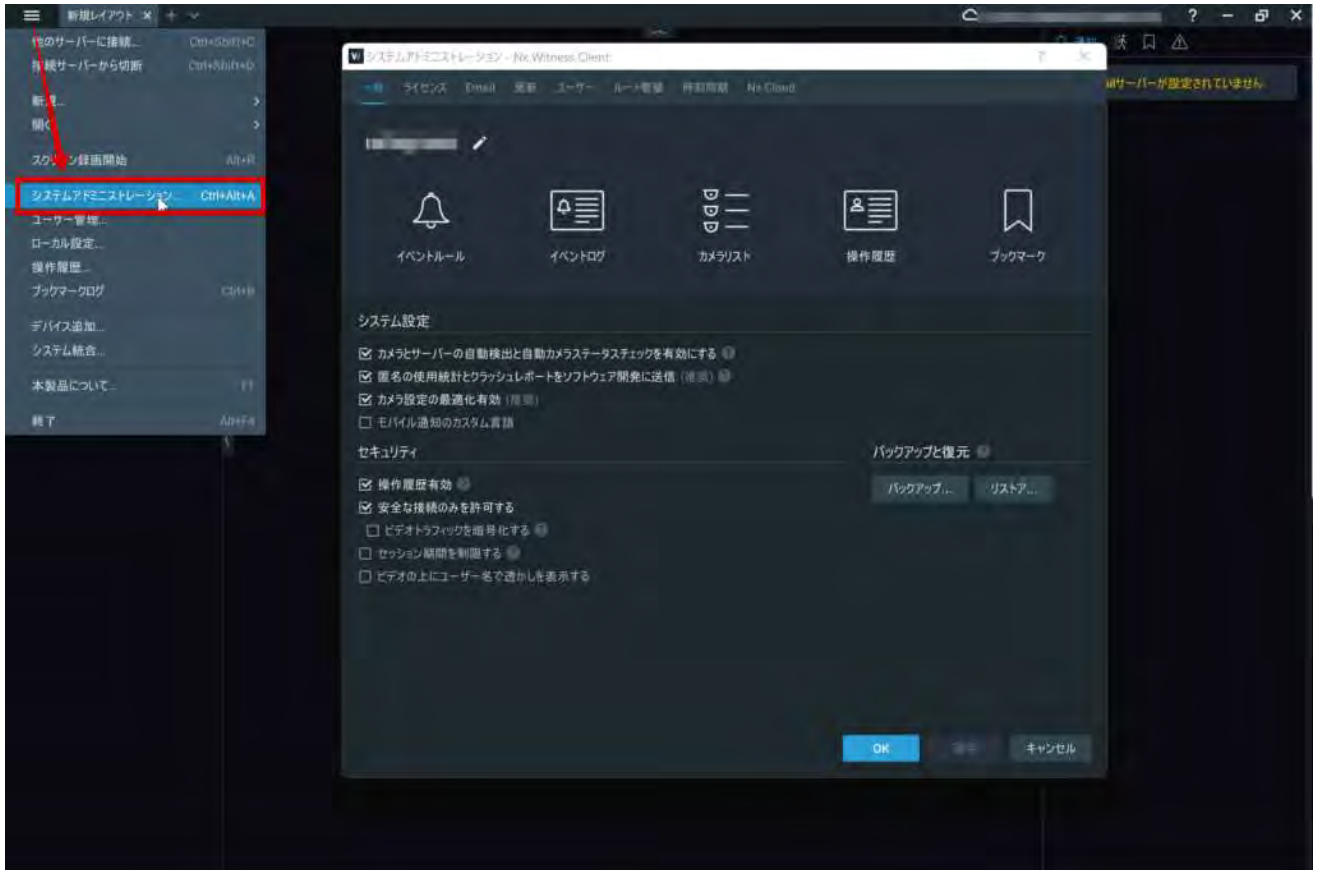 新規レイアウト
他のサーバーに接続... Ctrl+Shift+C
サーバーから切断 Ctrl+Shift+D
新規...
開く
通知
サーバーが設定されていません
スクリーン録画開始 Alt+R
システムアドミニストレーション... Ctrl+Alt+A
ユーザー管理...
ローカル設定...
操作履歴...
ブックマークログ Ctrl+B
デバイス追加...
システム統合...
本製品について... F1
終了 Alt+F4
システムアドミニストレーション - Nx Witness Client
一般 ライセンス Email 更新 ユーザー ルート管理 時刻同期 Nx Cloud
イベントルール イベントログ カメラリスト 操作履歴 ブックマーク
システム設定
カメラとサーバーの自動検出と自動カメラステータスチェックを有効にする
匿名の使用統計とクラッシュレポートをソフトウェア開発に送信 (推奨)
カメラ設定の最適化有効 (推奨)
モバイル通知のカスタム言語
セキュリティ
操作履歴有効
安全な接続のみを許可する
ビデオトラフィックを暗号化する
セッション期間を制限する
ビデオの上にユーザー名で透かしを表示する
バックアップと復元
バックアップ... リストア...
OK キャンセル